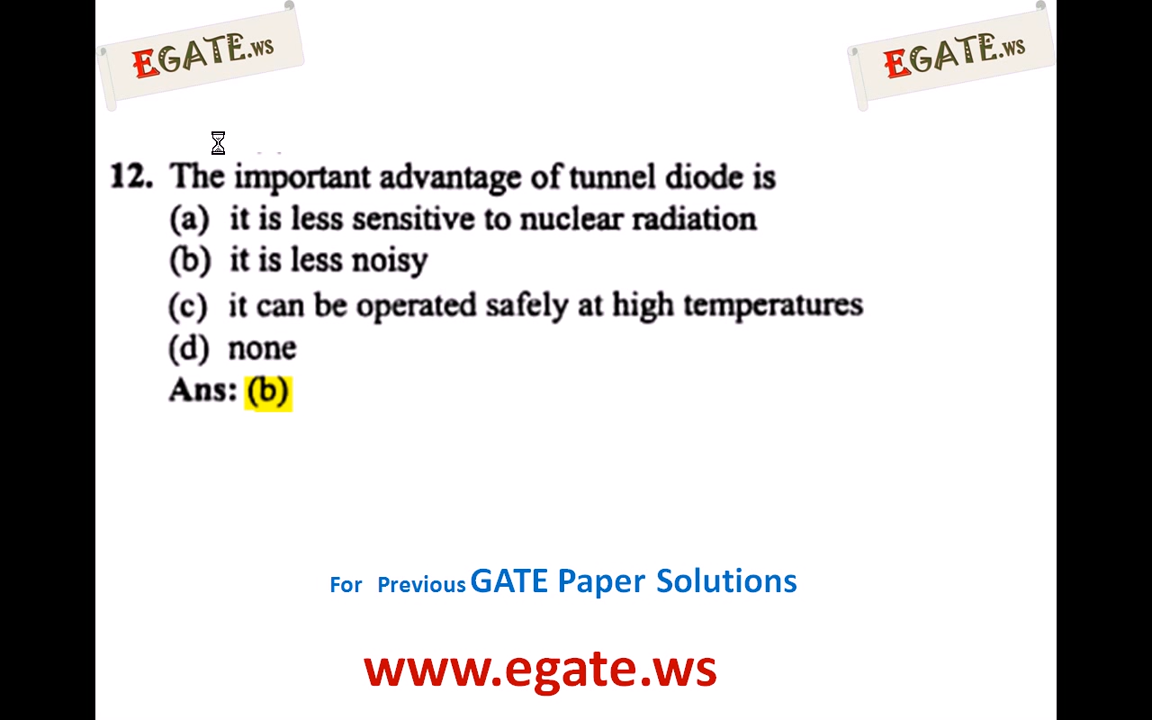 EGATE.ws
EGATE.ws
12. The important advantage of tunnel diode is
(a) it is less sensitive to nuclear radiation
(b) it is less noisy
(c) it can be operated safely at high temperatures
(d) none
Ans: (b)
For Previous GATE Paper Solutions
www.egate.ws